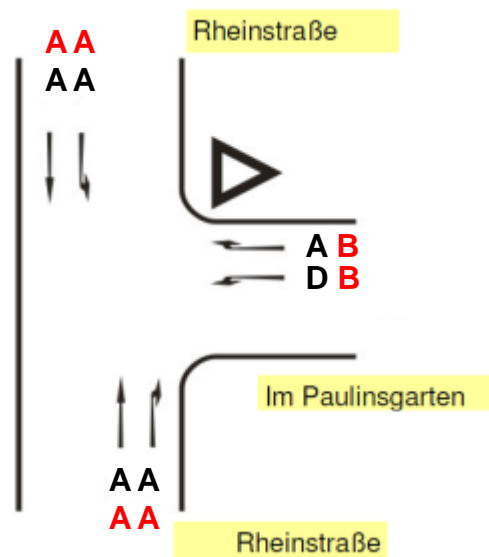 A A
Rheinstraße
A A
A B
D B
Im Paulinsgarten
A A
A A
Rheinstraße